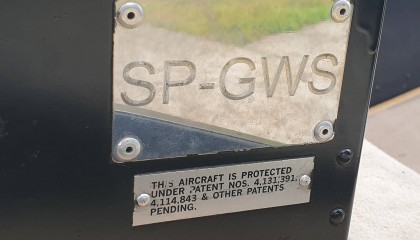 SP-GWS
THIS AIRCRAFT IS PROTECTED
UNDER PATENT NOS. 4,131,391,
4,114,843 & OTHER PATENTS
PENDING.